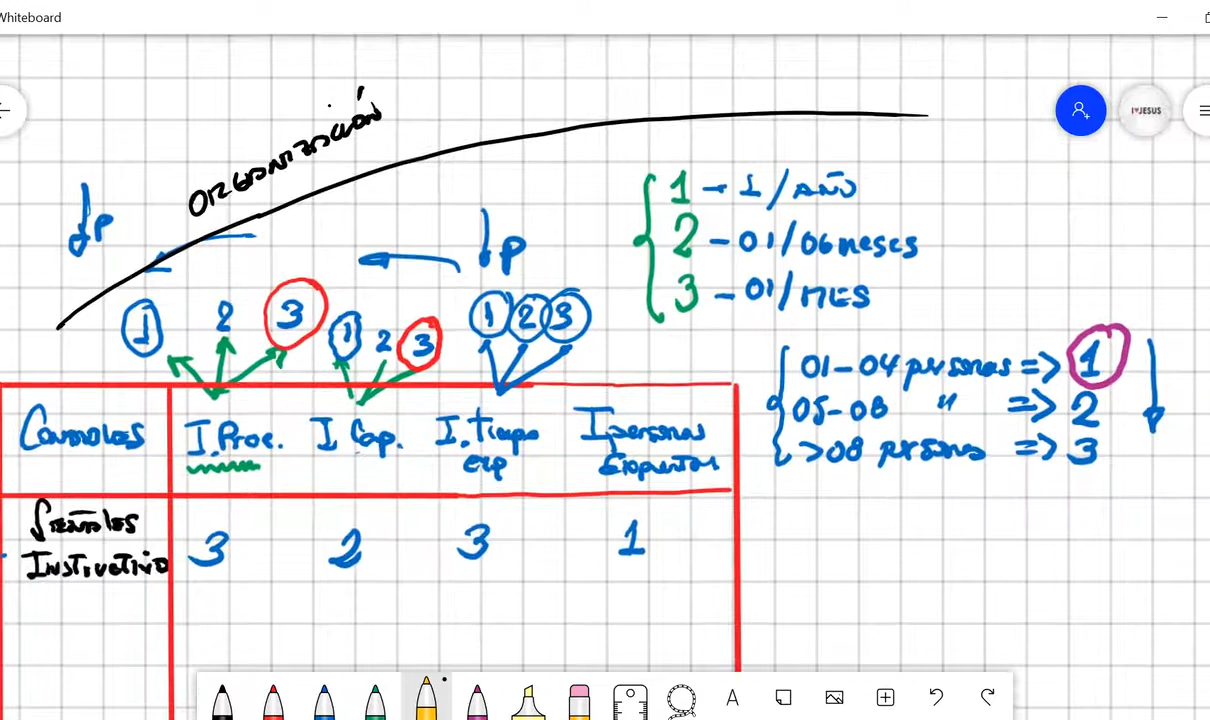 Whiteboard
ORGANIZACIÓN
I ♥ JESUS
P
P
1 → 1/AÑO
2 - 01/06 meses
3 - 01/MES
1 2 3
1 2 3
1 2 3
01-04 personas => 1
05-08 " => 2
>08 personas => 3
Controles
I. Proc.
I. Cap.
I. tiempo
exp
I personas
Expuestas
Señales
Instructivo
3 2 3 1
A